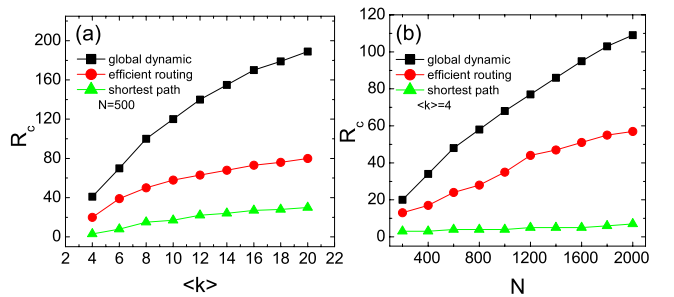 (a)
global dynamic
efficient routing
shortest path
N=500
R_c
200
160
120
80
40
0
2 4 6 8 10 12 14 16 18 20 22
<k>
(b)
global dynamic
efficient routing
shortest path
<k>=4
R_c
120
100
80
60
40
20
0
400 800 1200 1600 2000
N